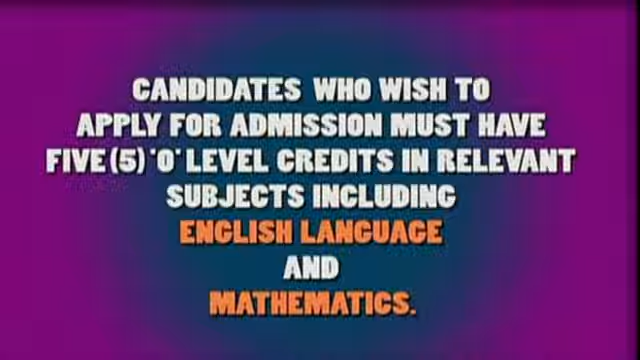 CANDIDATES WHO WISH TO
APPLY FOR ADMISSION MUST HAVE
FIVE (5) 'O' LEVEL CREDITS IN RELEVANT
SUBJECTS INCLUDING
ENGLISH LANGUAGE
AND
MATHEMATICS.